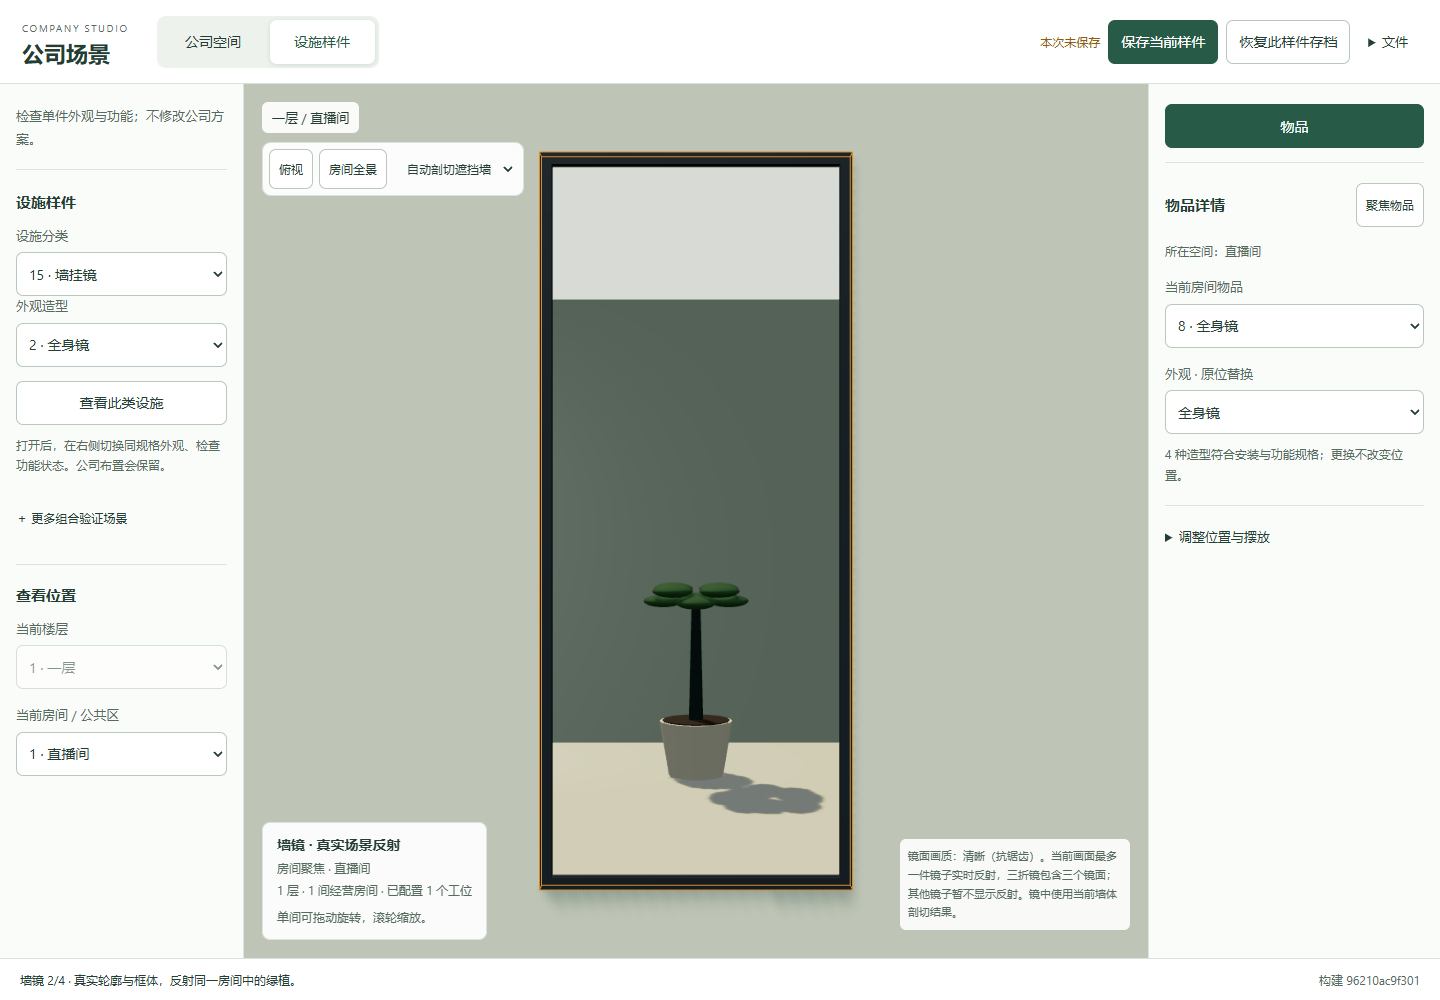 COMPANY STUDIO
公司场景
公司空间
设施样件
本次未保存
保存当前样件
恢复此样件存档
文件
检查单件外观与功能；不修改公司方
案。
设施样件
设施分类
15 · 墙挂镜
外观造型
2 · 全身镜
查看此类设施
打开后，在右侧切换同规格外观、检查
功能状态。公司布置会保留。
+ 更多组合验证场景
查看位置
当前楼层
1 · 一层
当前房间 / 公共区
1 · 直播间
一层 / 直播间
俯视
房间全景
自动剖切遮挡墙
墙镜 · 真实场景反射
房间聚焦 · 直播间
1 层 · 1 间经营房间 · 已配置 1 个工位
单间可拖动旋转，滚轮缩放。
镜面画质：清晰（抗锯齿）。当前画面最多
一件镜子实时反射，三折镜包含三个镜面；
其他镜子暂不显示反射。镜中使用当前墙体
剖切结果。
物品
物品详情
聚焦物品
所在空间：直播间
当前房间物品
8 · 全身镜
外观 · 原位替换
全身镜
4 种造型符合安装与功能规格；更换不改变位
置。
调整位置与摆放
墙镜 2/4 · 真实轮廓与框体，反射同一房间中的绿植。
构建 96210ac9f301